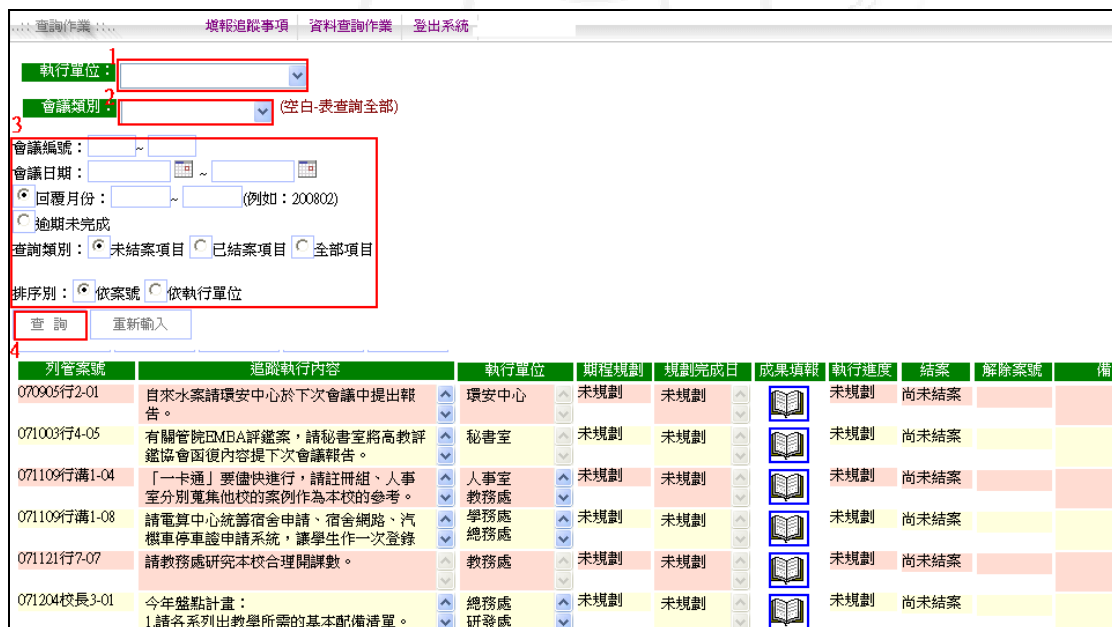 ..:: 查詢作業 ::..
填報追蹤事項 資料查詢作業 登出系統
1
執行單位：
2
會議類別： (空白-表查詢全部)
3
會議編號： ~
會議日期： ~
回覆月份： ~ (例如：200802)
逾期未完成
查詢類別： 未結案項目 已結案項目 全部項目
排序別： 依案號 依執行單位
查 詢 重新輸入
4
列管案號 追蹤執行內容 執行單位 期程規劃 規劃完成日 成果填報 執行進度 結案 解除案號 備
070905行2-01 自來水案請環安中心於下次會議中提出報 環安中心 未規劃 未規劃 未規劃 尚未結案
告。
071003行4-05 有關管院EMBA評鑑案，請秘書室將高教評 秘書室 未規劃 未規劃 未規劃 尚未結案
鑑協會函復內容提下次會議報告。
071109行溝1-04 「一卡通」要儘快進行，請註冊組、人事 人事室 未規劃 未規劃 未規劃 尚未結案
室分別蒐集他校的案例作為本校的參考。 教務處
071109行溝1-08 請電算中心統籌宿舍申請、宿舍網路、汽 學務處 未規劃 未規劃 未規劃 尚未結案
機車停車證申請系統，讓學生作一次登錄 總務處
071121行7-07 請教務處研究本校合理開課數。 教務處 未規劃 未規劃 未規劃 尚未結案
071204校長3-01 今年盤點計畫： 總務處 未規劃 未規劃 未規劃 尚未結案
1.請各系列出教學所需的基本配備清單。 研發處